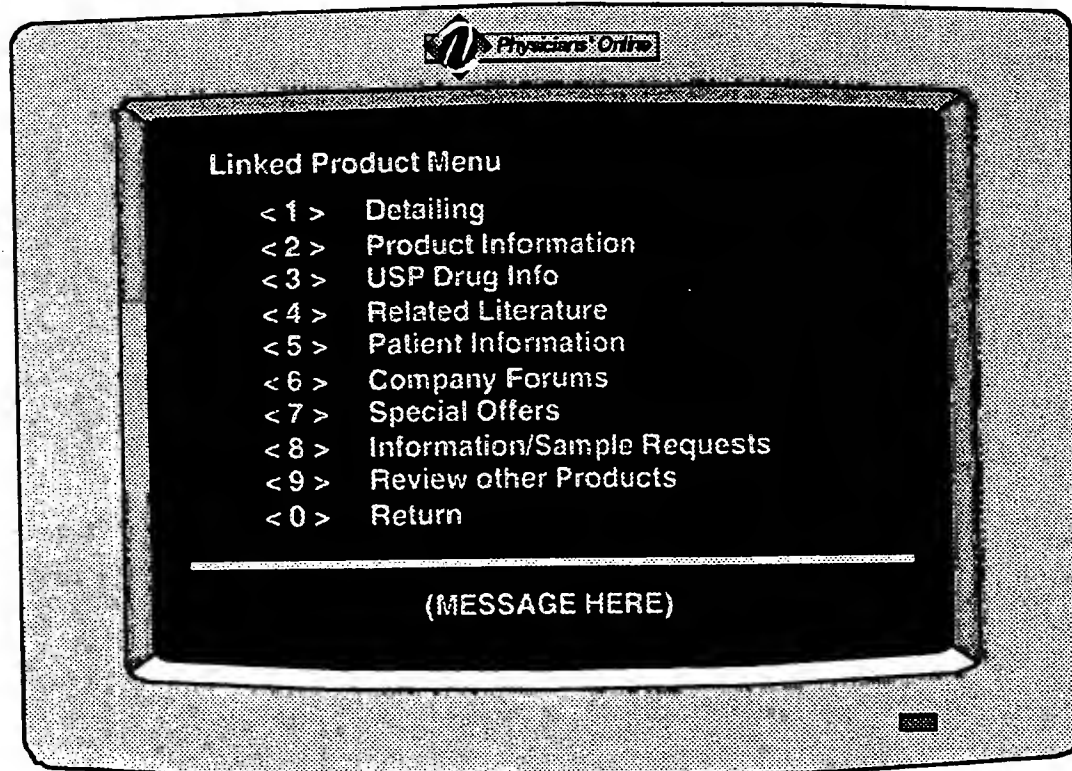 Physicians' Online
Linked Product Menu
< 1 > Detailing
< 2 > Product Information
< 3 > USP Drug Info
< 4 > Related Literature
< 5 > Patient Information
< 6 > Company Forums
< 7 > Special Offers
< 8 > Information/Sample Requests
< 9 > Review other Products
< 0 > Return
(MESSAGE HERE)